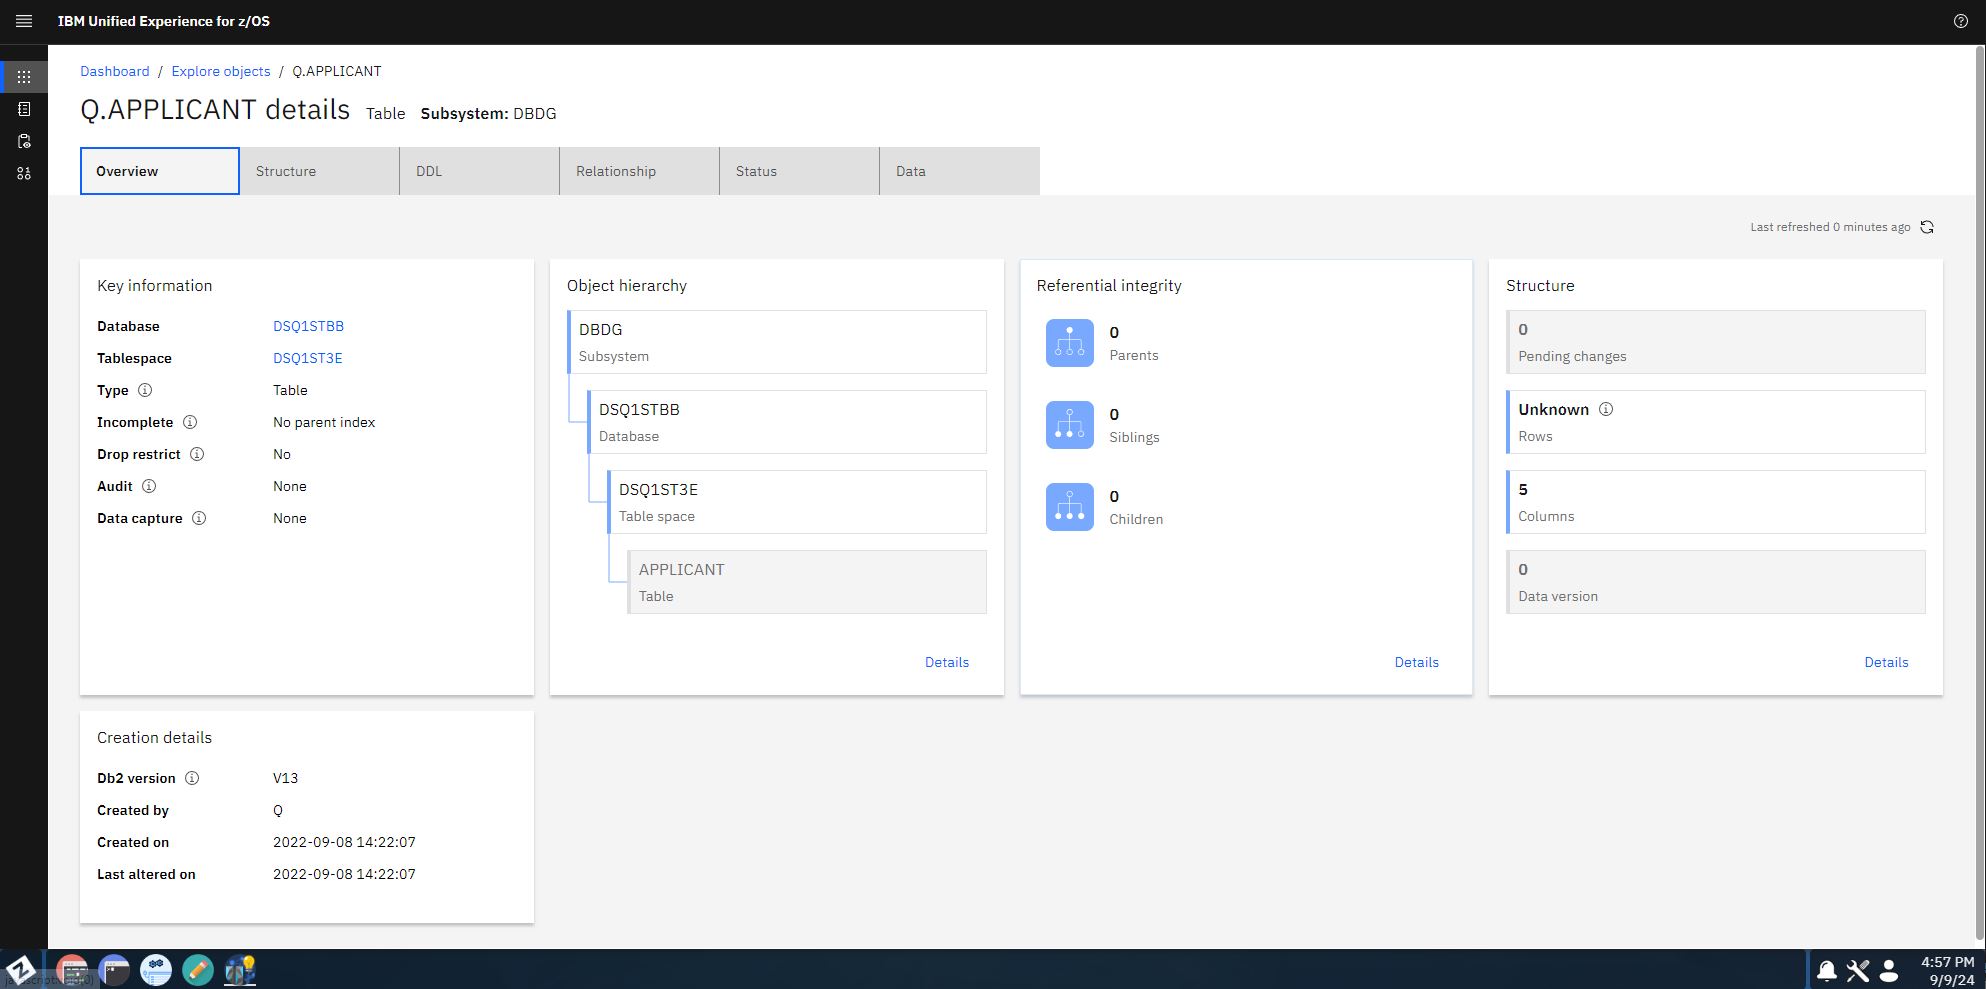 IBM Unified Experience for z/OS
Dashboard / Explore objects / Q.APPLICANT
Q.APPLICANT details Table Subsystem: DBDG
Overview Structure DDL Relationship Status Data
Last refreshed 0 minutes ago
Key information
Database DSQ1STBB
Tablespace DSQ1ST3E
Type Table
Incomplete No parent index
Drop restrict No
Audit None
Data capture None
Object hierarchy
DBDG
Subsystem
DSQ1STBB
Database
DSQ1ST3E
Table space
APPLICANT
Table
Details
Referential integrity
0
Parents
0
Siblings
0
Children
Details
Structure
0
Pending changes
Unknown
Rows
5
Columns
0
Data version
Details
Creation details
Db2 version V13
Created by Q
Created on 2022-09-08 14:22:07
Last altered on 2022-09-08 14:22:07
4:57 PM
9/9/24